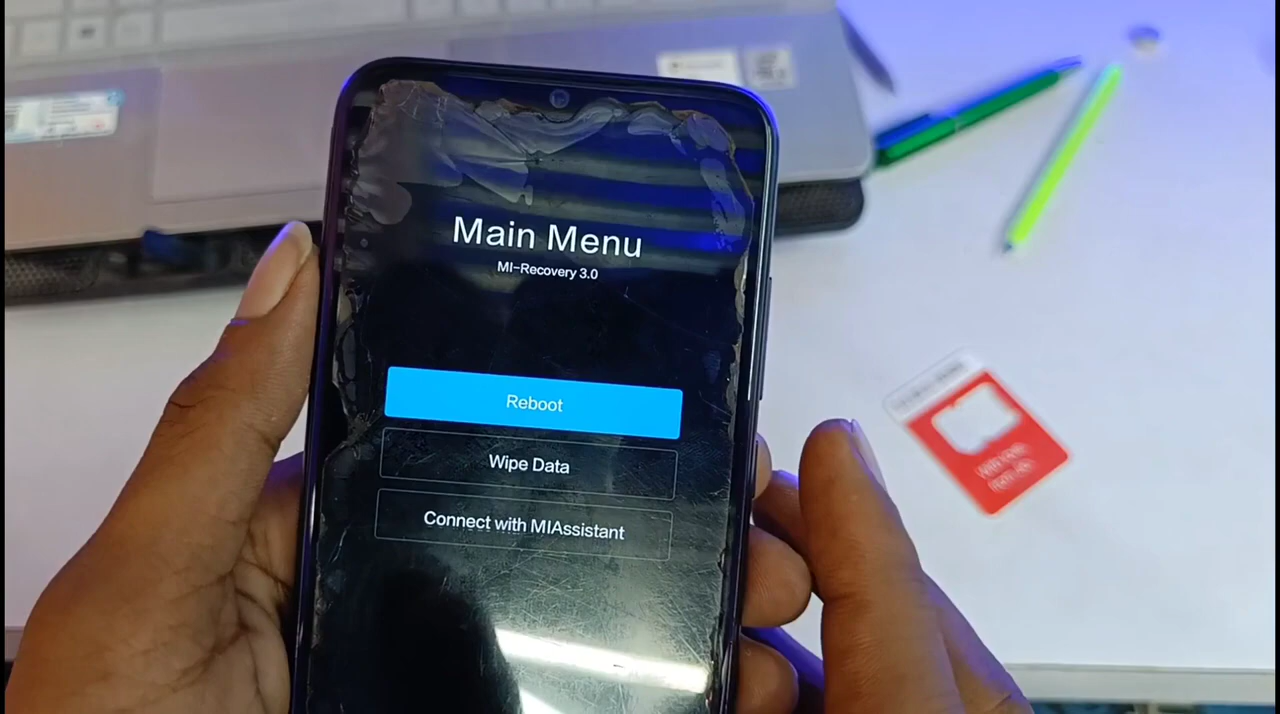 Main Menu
MI-Recovery 3.0
Reboot
Wipe Data
Connect with MIAssistant